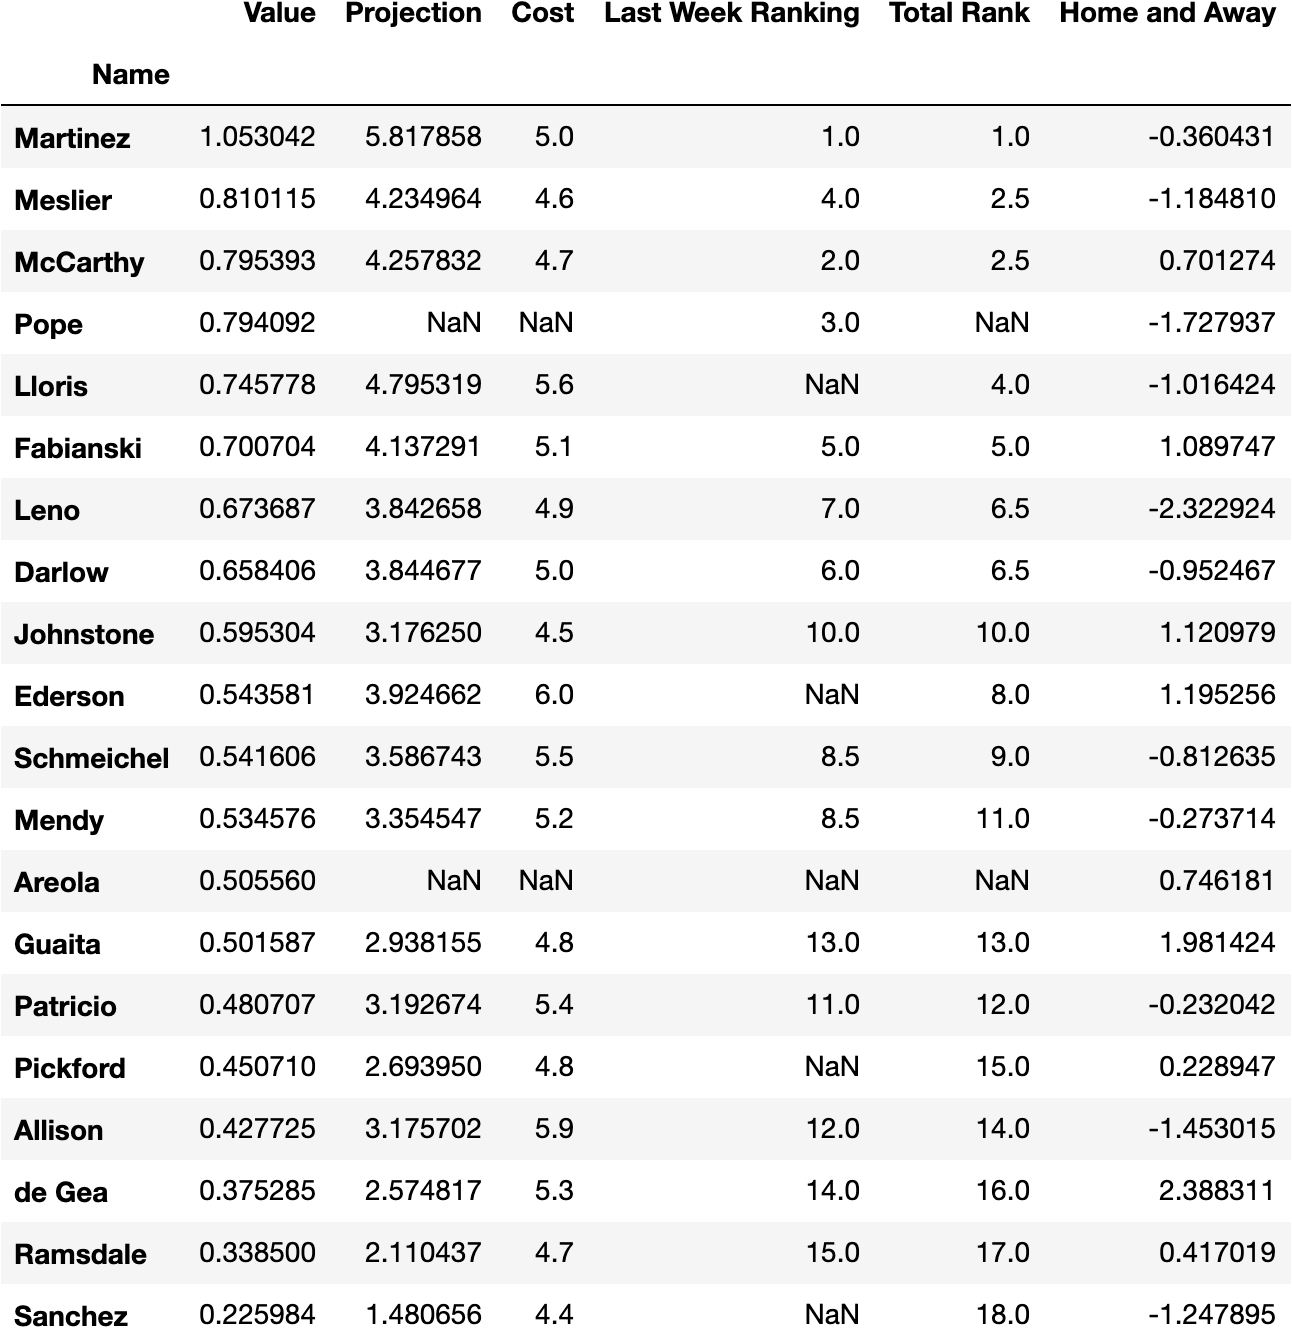 Value Projection Cost Last Week Ranking Total Rank Home and Away
Name
Martinez 1.053042 5.817858 5.0 1.0 1.0 -0.360431
Meslier 0.810115 4.234964 4.6 4.0 2.5 -1.184810
McCarthy 0.795393 4.257832 4.7 2.0 2.5 0.701274
Pope 0.794092 NaN NaN 3.0 NaN -1.727937
Lloris 0.745778 4.795319 5.6 NaN 4.0 -1.016424
Fabianski 0.700704 4.137291 5.1 5.0 5.0 1.089747
Leno 0.673687 3.842658 4.9 7.0 6.5 -2.322924
Darlow 0.658406 3.844677 5.0 6.0 6.5 -0.952467
Johnstone 0.595304 3.176250 4.5 10.0 10.0 1.120979
Ederson 0.543581 3.924662 6.0 NaN 8.0 1.195256
Schmeichel 0.541606 3.586743 5.5 8.5 9.0 -0.812635
Mendy 0.534576 3.354547 5.2 8.5 11.0 -0.273714
Areola 0.505560 NaN NaN NaN NaN 0.746181
Guaita 0.501587 2.938155 4.8 13.0 13.0 1.981424
Patricio 0.480707 3.192674 5.4 11.0 12.0 -0.232042
Pickford 0.450710 2.693950 4.8 NaN 15.0 0.228947
Allison 0.427725 3.175702 5.9 12.0 14.0 -1.453015
de Gea 0.375285 2.574817 5.3 14.0 16.0 2.388311
Ramsdale 0.338500 2.110437 4.7 15.0 17.0 0.417019
Sanchez 0.225984 1.480656 4.4 NaN 18.0 -1.247895